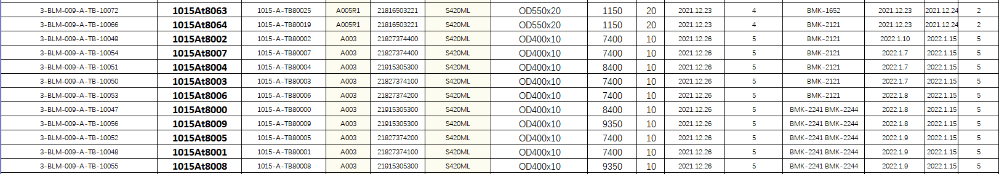 3-BLM-009-A-TB-10072 1015At8063 1015-A-TB80025 A005R1 21816503221 S420ML OD550x20 1150 20 2021.12.23 4 BMK-1652 2021.12.23 2021.12.24 2
3-BLM-009-A-TB-10066 1015At8064 1015-A-TB80019 A005R1 21816503221 S420ML OD550x20 1150 20 2021.12.23 4 BMK-2121 2021.12.23 2021.12.24 2
3-BLM-009-A-TB-10049 1015At8002 1015-A-TB80002 A003 21827374400 S420ML OD400x10 7400 10 2021.12.26 5 BMK-2121 2022.1.10 2022.1.15 5
3-BLM-009-A-TB-10054 1015At8007 1015-A-TB80007 A003 21827374400 S420ML OD400x10 7400 10 2021.12.26 5 BMK-2121 2022.1.7 2022.1.15 5
3-BLM-009-A-TB-10051 1015At8004 1015-A-TB80004 A003 21915305300 S420ML OD400x10 8400 10 2021.12.26 5 BMK-2121 2022.1.7 2022.1.15 5
3-BLM-009-A-TB-10050 1015At8003 1015-A-TB80003 A003 21827374100 S420ML OD400x10 7400 10 2021.12.26 5 BMK-2121 2022.1.7 2022.1.15 5
3-BLM-009-A-TB-10053 1015At8006 1015-A-TB80006 A003 21827374200 S420ML OD400x10 7400 10 2021.12.26 5 BMK-2121 2022.1.8 2022.1.15 5
3-BLM-009-A-TB-10047 1015At8000 1015-A-TB80000 A003 21915305300 S420ML OD400x10 8400 10 2021.12.26 5 BMK-2241 BMK-2244 2022.1.8 2022.1.15 5
3-BLM-009-A-TB-10056 1015At8009 1015-A-TB80009 A003 21915305300 S420ML OD400x10 9350 10 2021.12.26 5 BMK-2241 BMK-2244 2022.1.8 2022.1.15 5
3-BLM-009-A-TB-10052 1015At8005 1015-A-TB80005 A003 21827374200 S420ML OD400x10 7400 10 2021.12.26 5 BMK-2241 BMK-2244 2022.1.9 2022.1.15 5
3-BLM-009-A-TB-10048 1015At8001 1015-A-TB80001 A003 21827374100 S420ML OD400x10 7400 10 2021.12.26 5 BMK-2241 BMK-2244 2022.1.9 2022.1.15 5
3-BLM-009-A-TB-10055 1015At8008 1015-A-TB80008 A003 21915305300 S420ML OD400x10 9350 10 2021.12.26 5 BMK-2241 BMK-2244 2022.1.9 2022.1.15 5